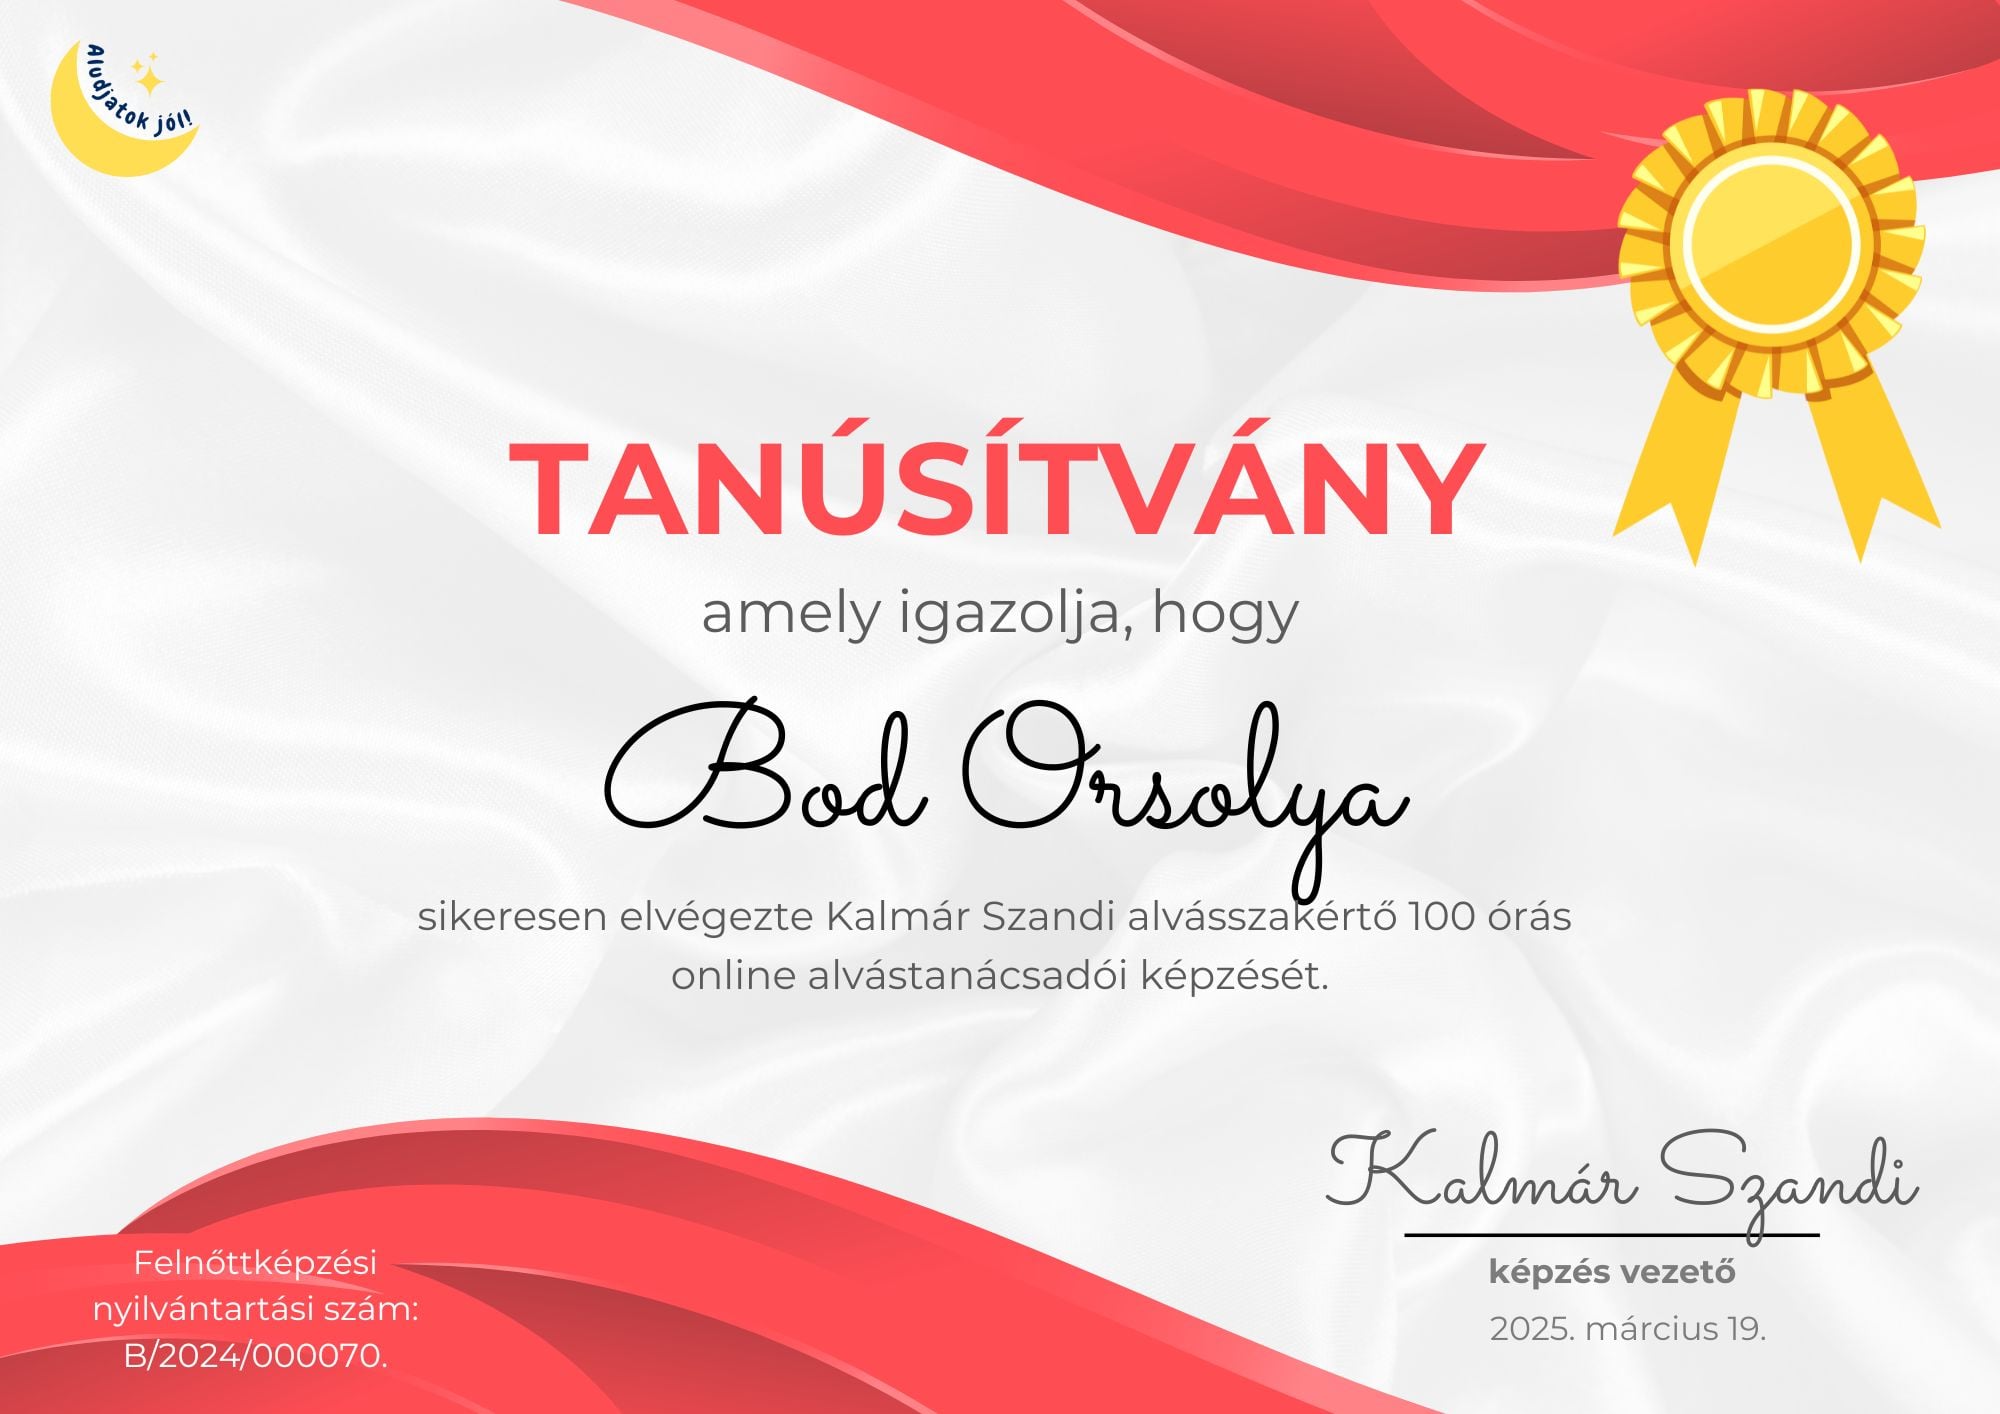 Aludjatok jól!
TANÚSÍTVÁNY
amely igazolja, hogy
Bod Orsolya
sikeresen elvégezte Kalmár Szandi alvásszakértő 100 órás
online alvástanácsadói képzését.
Kalmár Szandi
képzés vezető
2025. március 19.
Felnőttképzési
nyilvántartási szám:
B/2024/000070.